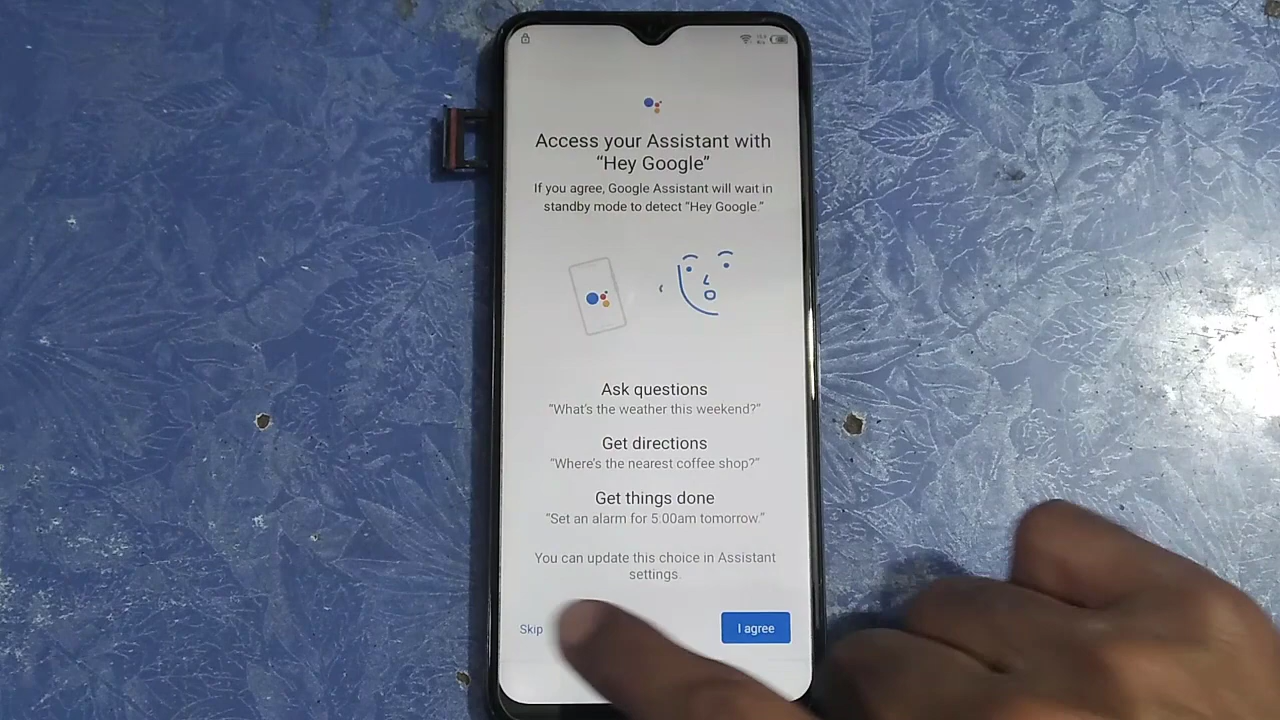 Access your Assistant with
“Hey Google”
If you agree, Google Assistant will wait in
standby mode to detect “Hey Google.”
Ask questions
“What's the weather this weekend?”
Get directions
“Where's the nearest coffee shop?”
Get things done
“Set an alarm for 5:00am tomorrow.”
You can update this choice in Assistant
settings.
Skip
I agree